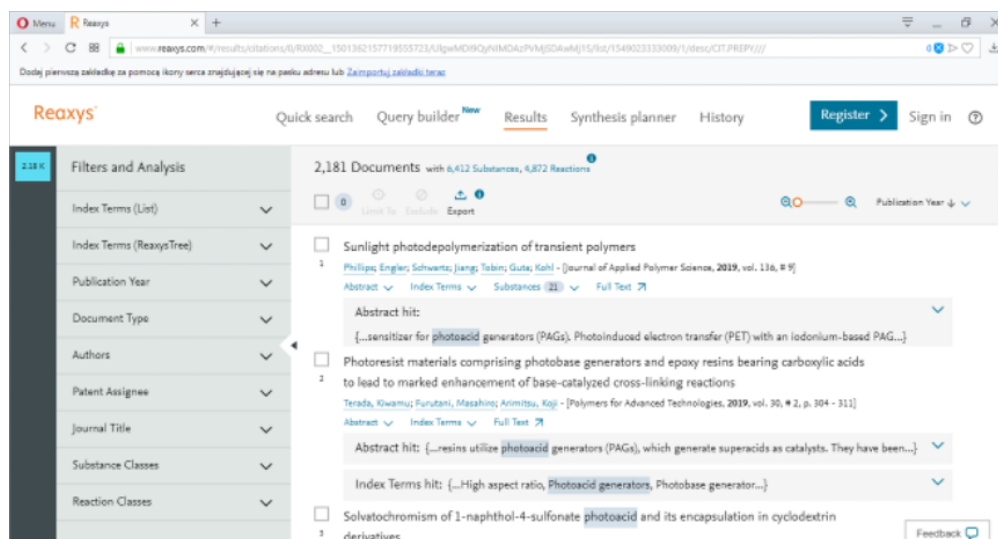 Menu
Reaxys
www.reaxys.com/#/results/citations/0/
Dodaj pierwszą zakładkę za pomocą ikony serca znajdującej się na pasku adresu lub Zaimportuj zakładki teraz
Reaxys
Quick search
Query builder New
Results
Synthesis planner
History
Register >
Sign in
Filters and Analysis
2,181 Documents with 6,412 Substances, 4,872 Reactions
0
Limit To
Exclude
Export
Publication Year
Index Terms (List)
Index Terms (ReaxysTree)
Publication Year
Document Type
Authors
Patent Assignee
Journal Title
Substance Classes
Reaction Classes
1
Sunlight photodepolymerization of transient polymers
Phillips; Engler; Schwartz; Jiang; Tobin; Guta; Kohl - [Journal of Applied Polymer Science, 2019, vol. 136, # 9]
Abstract Index Terms Substances 21 Full Text
Abstract hit:
{...sensitizer for photoacid generators (PAGs). Photoinduced electron transfer (PET) with an iodonium-based PAG...}
2
Photoresist materials comprising photobase generators and epoxy resins bearing carboxylic acids
to lead to marked enhancement of base-catalyzed cross-linking reactions
Terada, Kiwamu; Furutani, Masahiro; Arimitsu, Koji - [Polymers for Advanced Technologies, 2019, vol. 30, # 2, p. 304 - 311]
Abstract Index Terms Full Text
Abstract hit: {...resins utilize photoacid generators (PAGs), which generate superacids as catalysts. They have been...}
Index Terms hit: {...High aspect ratio, Photoacid generators, Photobase generator...}
3
Solvatochromism of 1-naphthol-4-sulfonate photoacid and its encapsulation in cyclodextrin
derivatives
Feedback